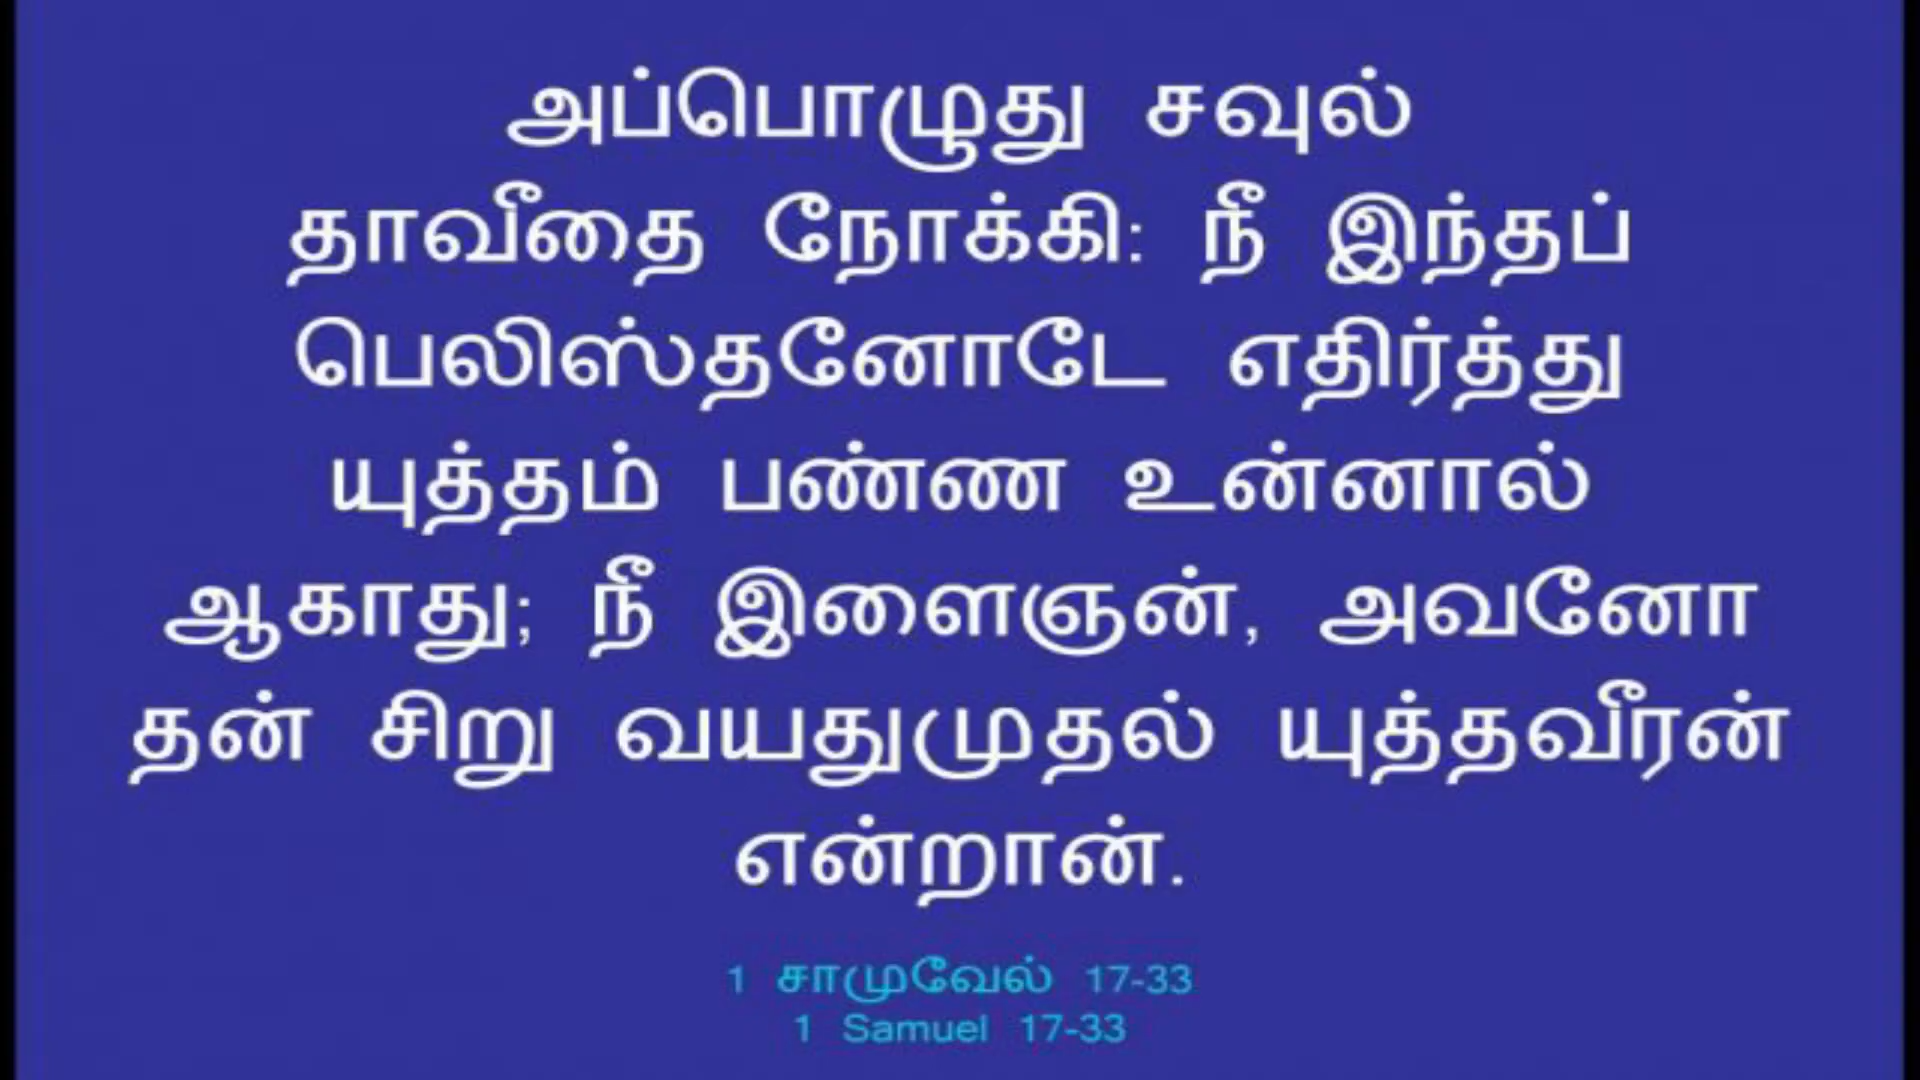 அப்பொழுது சவுல்
தாவீதை நோக்கி: நீ இந்தப்
பெலிஸ்தனோடே எதிர்த்து
யுத்தம் பண்ண உன்னால்
ஆகாது; நீ இளைஞன், அவனோ
தன் சிறு வயதுமுதல் யுத்தவீரன்
என்றான்.
1 சாமுவேல் 17-33
1 Samuel 17-33